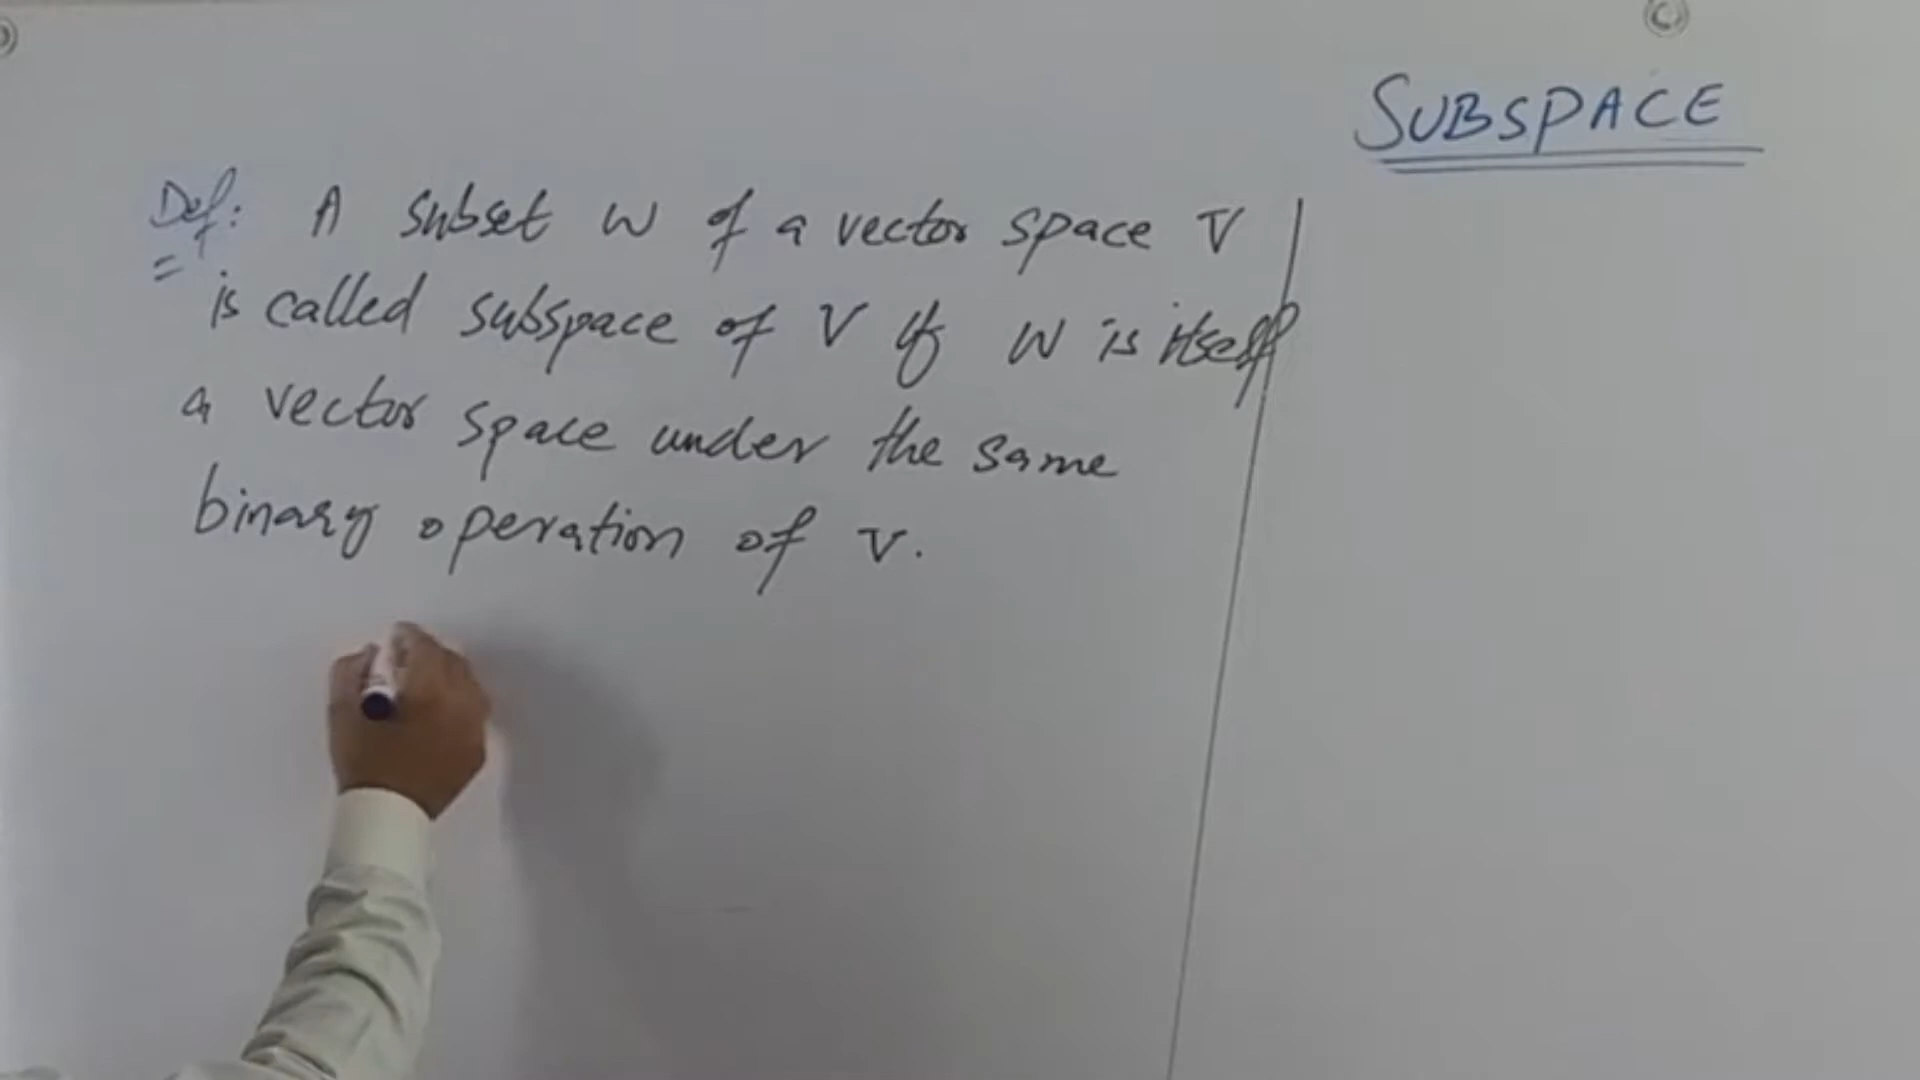 SUBSPACE
Def: A subset W of a vector space V
is called subspace of V if W is itself
a vector space under the same
binary operation of V.